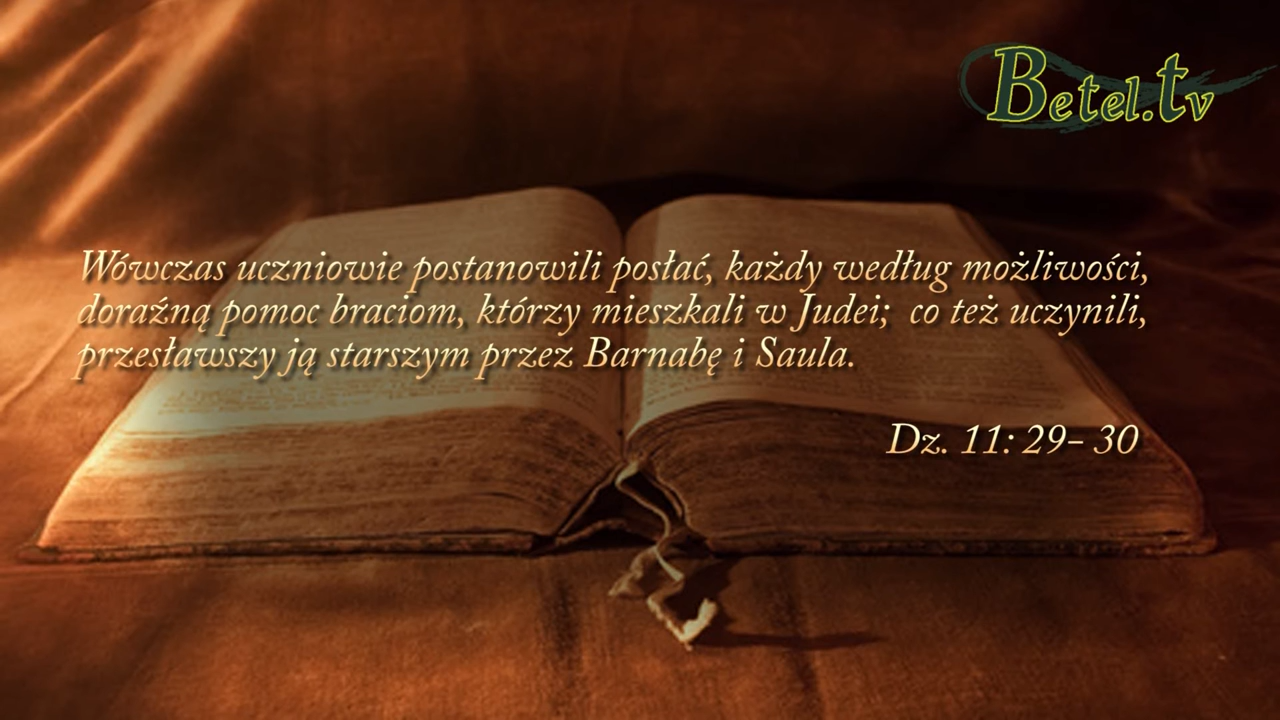 Betel.tv
Wówczas uczniowie postanowili posłać, każdy według możliwości,
doraźną pomoc braciom, którzy mieszkali w Judei;  co też uczynili,
przesławszy ją starszym przez Barnabę i Saula.
Dz. 11: 29- 30